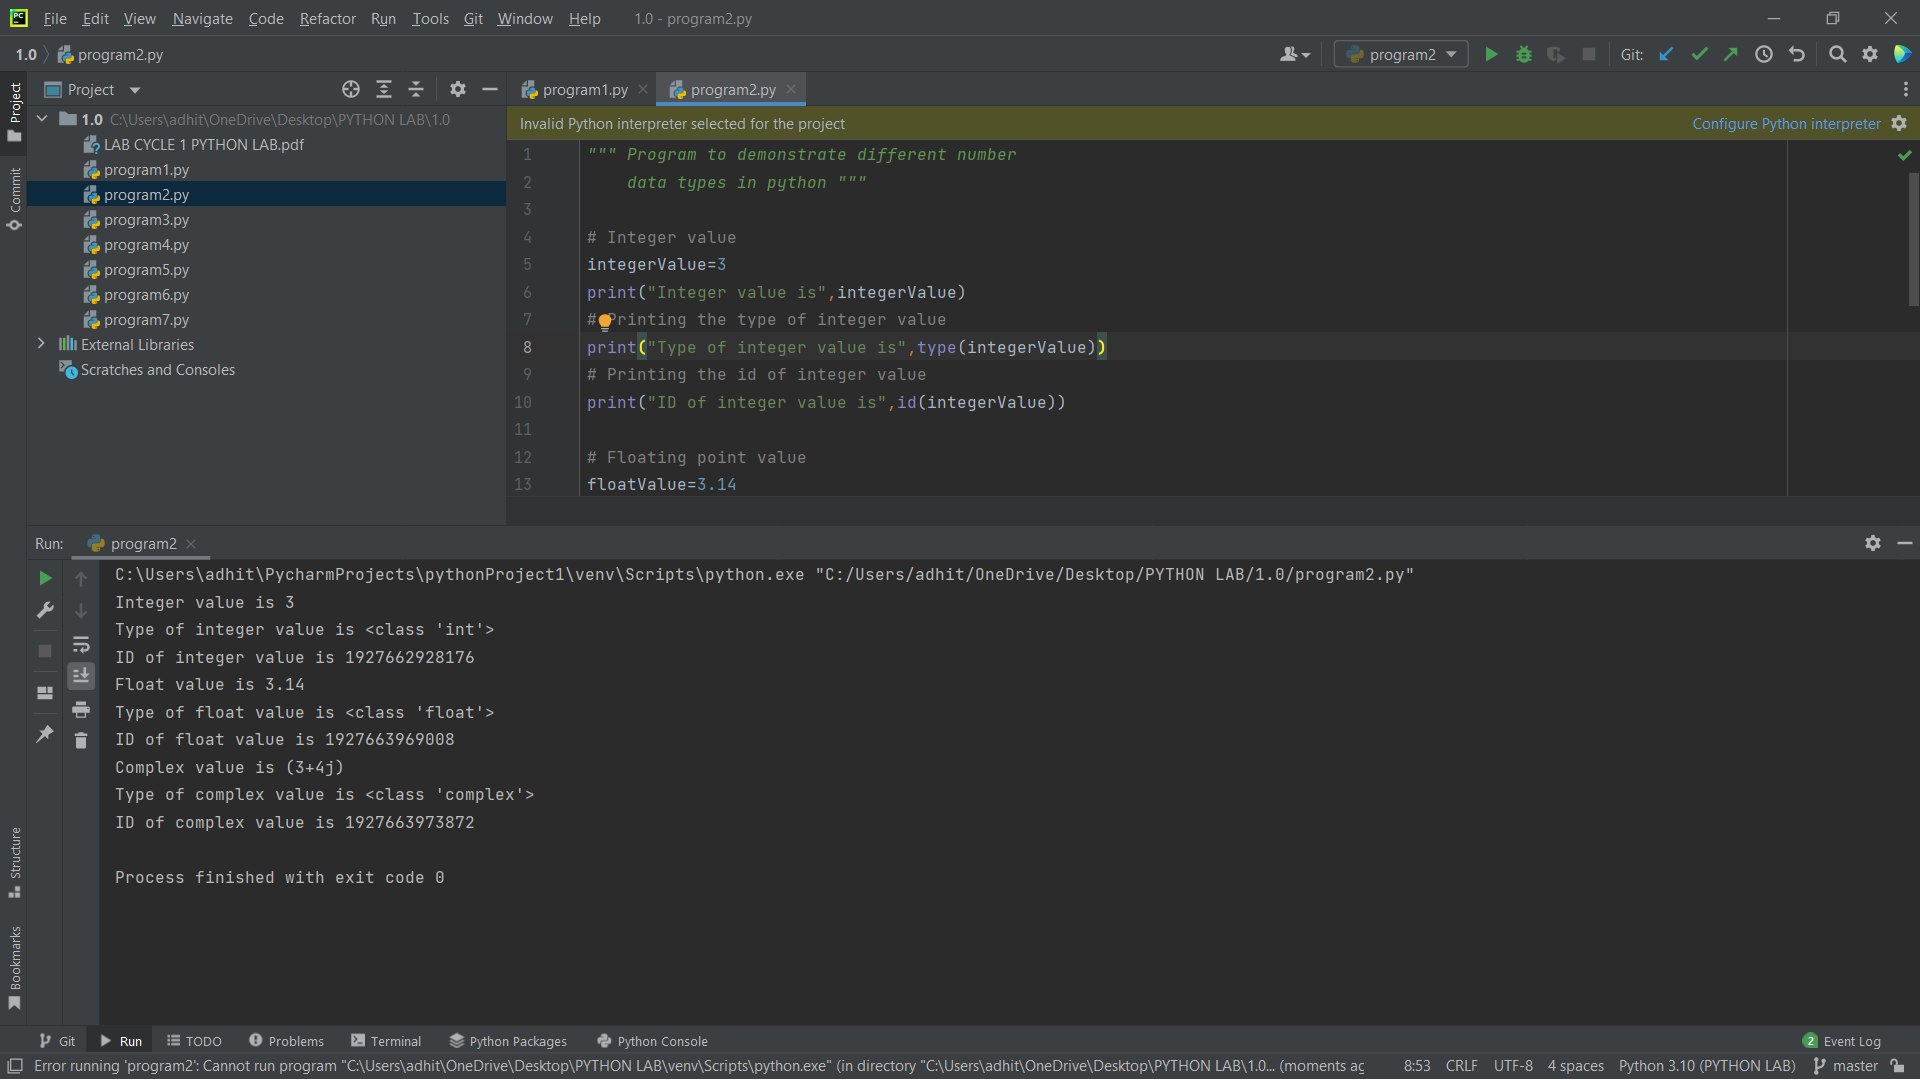 File Edit View Navigate Code Refactor Run Tools Git Window Help 1.0 - program2.py
1.0 program2.py program2 Git:
Project
program1.py program2.py
Invalid Python interpreter selected for the project Configure Python interpreter
1.0 C:\Users\adhit\OneDrive\Desktop\PYTHON LAB\1.0
LAB CYCLE 1 PYTHON LAB.pdf
program1.py
program2.py
program3.py
program4.py
program5.py
program6.py
program7.py
External Libraries
Scratches and Consoles
Project
Commit
Structure
Bookmarks
1 """ Program to demonstrate different number
2 data types in python """
3
4 # Integer value
5 integerValue=3
6 print("Integer value is",integerValue)
7 # Printing the type of integer value
8 print("Type of integer value is",type(integerValue))
9 # Printing the id of integer value
10 print("ID of integer value is",id(integerValue))
11
12 # Floating point value
13 floatValue=3.14
Run: program2
C:\Users\adhit\PycharmProjects\pythonProject1\venv\Scripts\python.exe "C:/Users/adhit/OneDrive/Desktop/PYTHON LAB/1.0/program2.py"
Integer value is 3
Type of integer value is <class 'int'>
ID of integer value is 1927662928176
Float value is 3.14
Type of float value is <class 'float'>
ID of float value is 1927663969008
Complex value is (3+4j)
Type of complex value is <class 'complex'>
ID of complex value is 1927663973872
Process finished with exit code 0
Git Run TODO Problems Terminal Python Packages Python Console 2 Event Log
Error running 'program2': Cannot run program "C:\Users\adhit\OneDrive\Desktop\PYTHON LAB\venv\Scripts\python.exe" (in directory "C:\Users\adhit\OneDrive\Desktop\PYTHON LAB\1.0... (moments ag 8:53 CRLF UTF-8 4 spaces Python 3.10 (PYTHON LAB) master